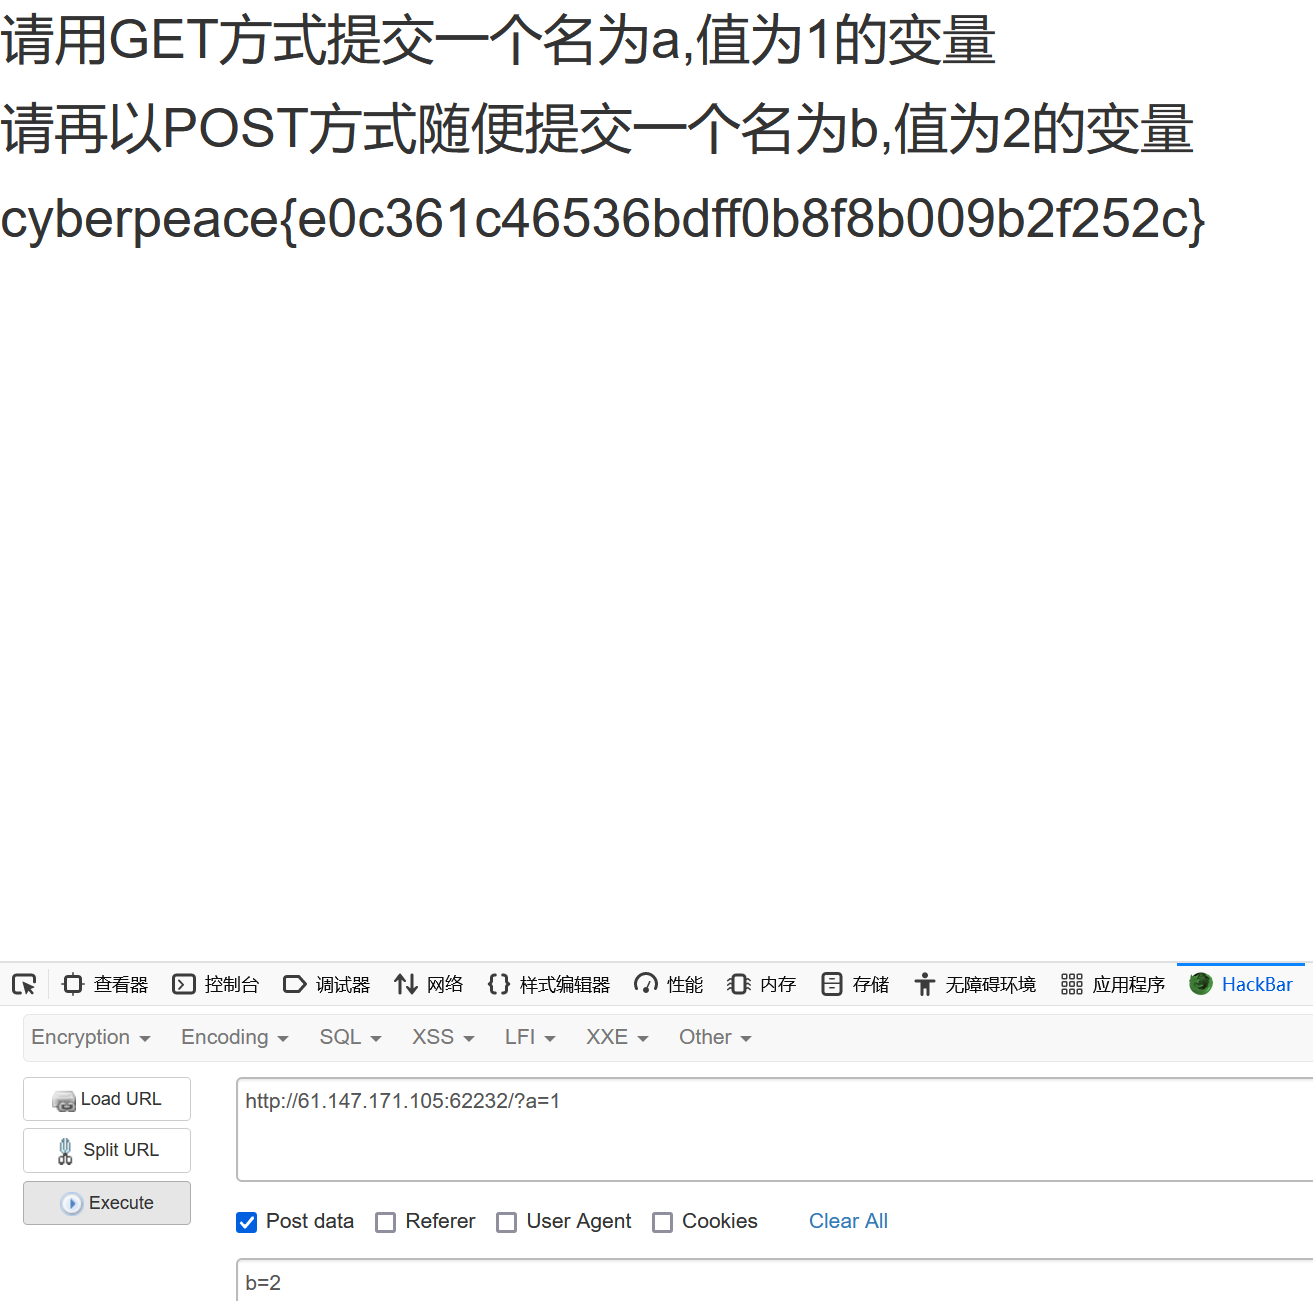 请用GET方式提交一个名为a,值为1的变量
请再以POST方式随便提交一个名为b,值为2的变量
cyberpeace{e0c361c46536bdff0b8f8b009b2f252c}
查看器 控制台 调试器 网络 样式编辑器 性能 内存 存储 无障碍环境 应用程序 HackBar
Encryption Encoding SQL XSS LFI XXE Other
Load URL http://61.147.171.105:62232/?a=1
Split URL
Execute
Post data Referer User Agent Cookies Clear All
b=2